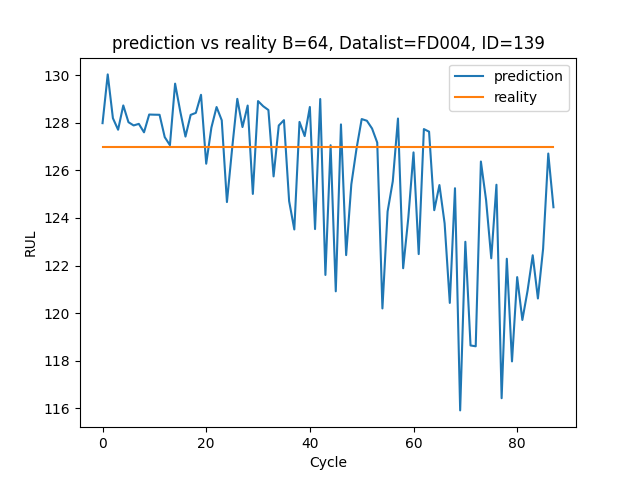 prediction vs reality B=64, Datalist=FD004, ID=139
prediction
reality
RUL
130
128
126
124
122
120
118
116
0 20 40 60 80
Cycle